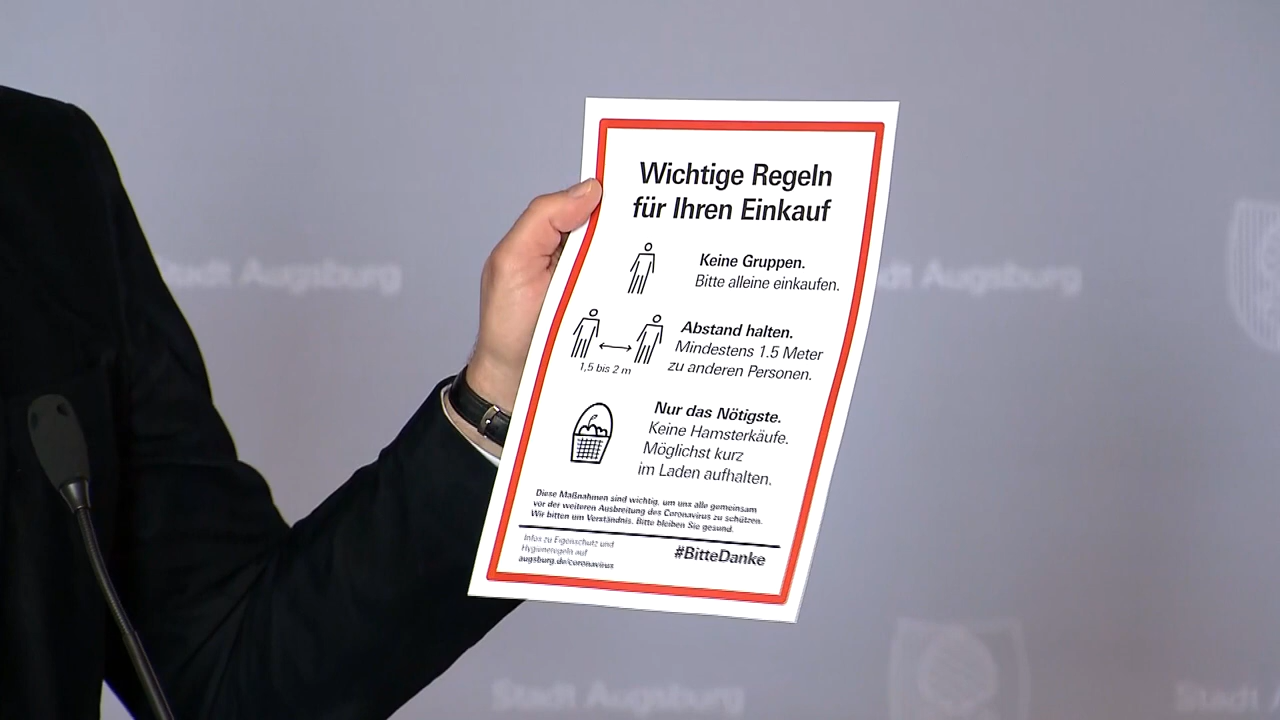 Wichtige Regeln
für Ihren Einkauf
Keine Gruppen.
Bitte alleine einkaufen.
Abstand halten.
Mindestens 1.5 Meter
zu anderen Personen.
1,5 bis 2 m
Nur das Nötigste.
Keine Hamsterkäufe.
Möglichst kurz
im Laden aufhalten.
Diese Maßnahmen sind wichtig, um uns alle gemeinsam
vor der weiteren Ausbreitung des Coronavirus zu schützen.
Wir bitten um Verständnis. Bitte bleiben Sie gesund.
Infos zu Eigenschutz und
Hygieneregeln auf
augsburg.de/coronavirus
#BitteDanke
Stadt Augsburg
Stadt Augsburg
Stadt Augsburg
Stadt